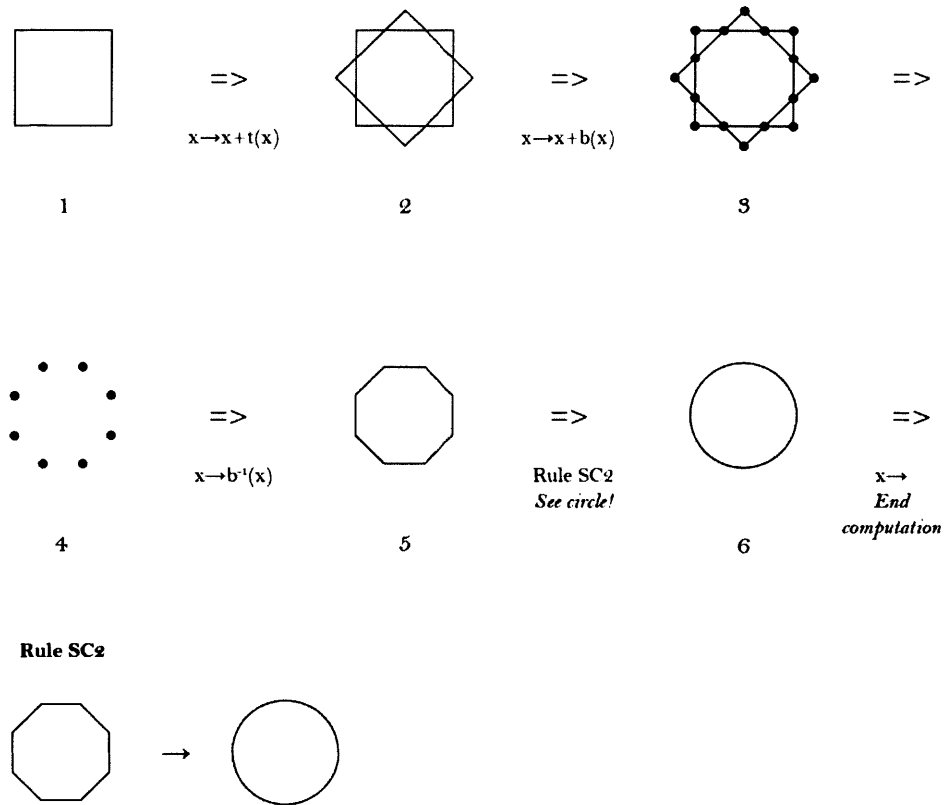 => => =>
x→x+t(x) x→x+b(x)
1 2 3
=> => =>
x→b⁻¹(x) Rule SC2 x→
See circle! End
computation
4 5 6
Rule SC2
→